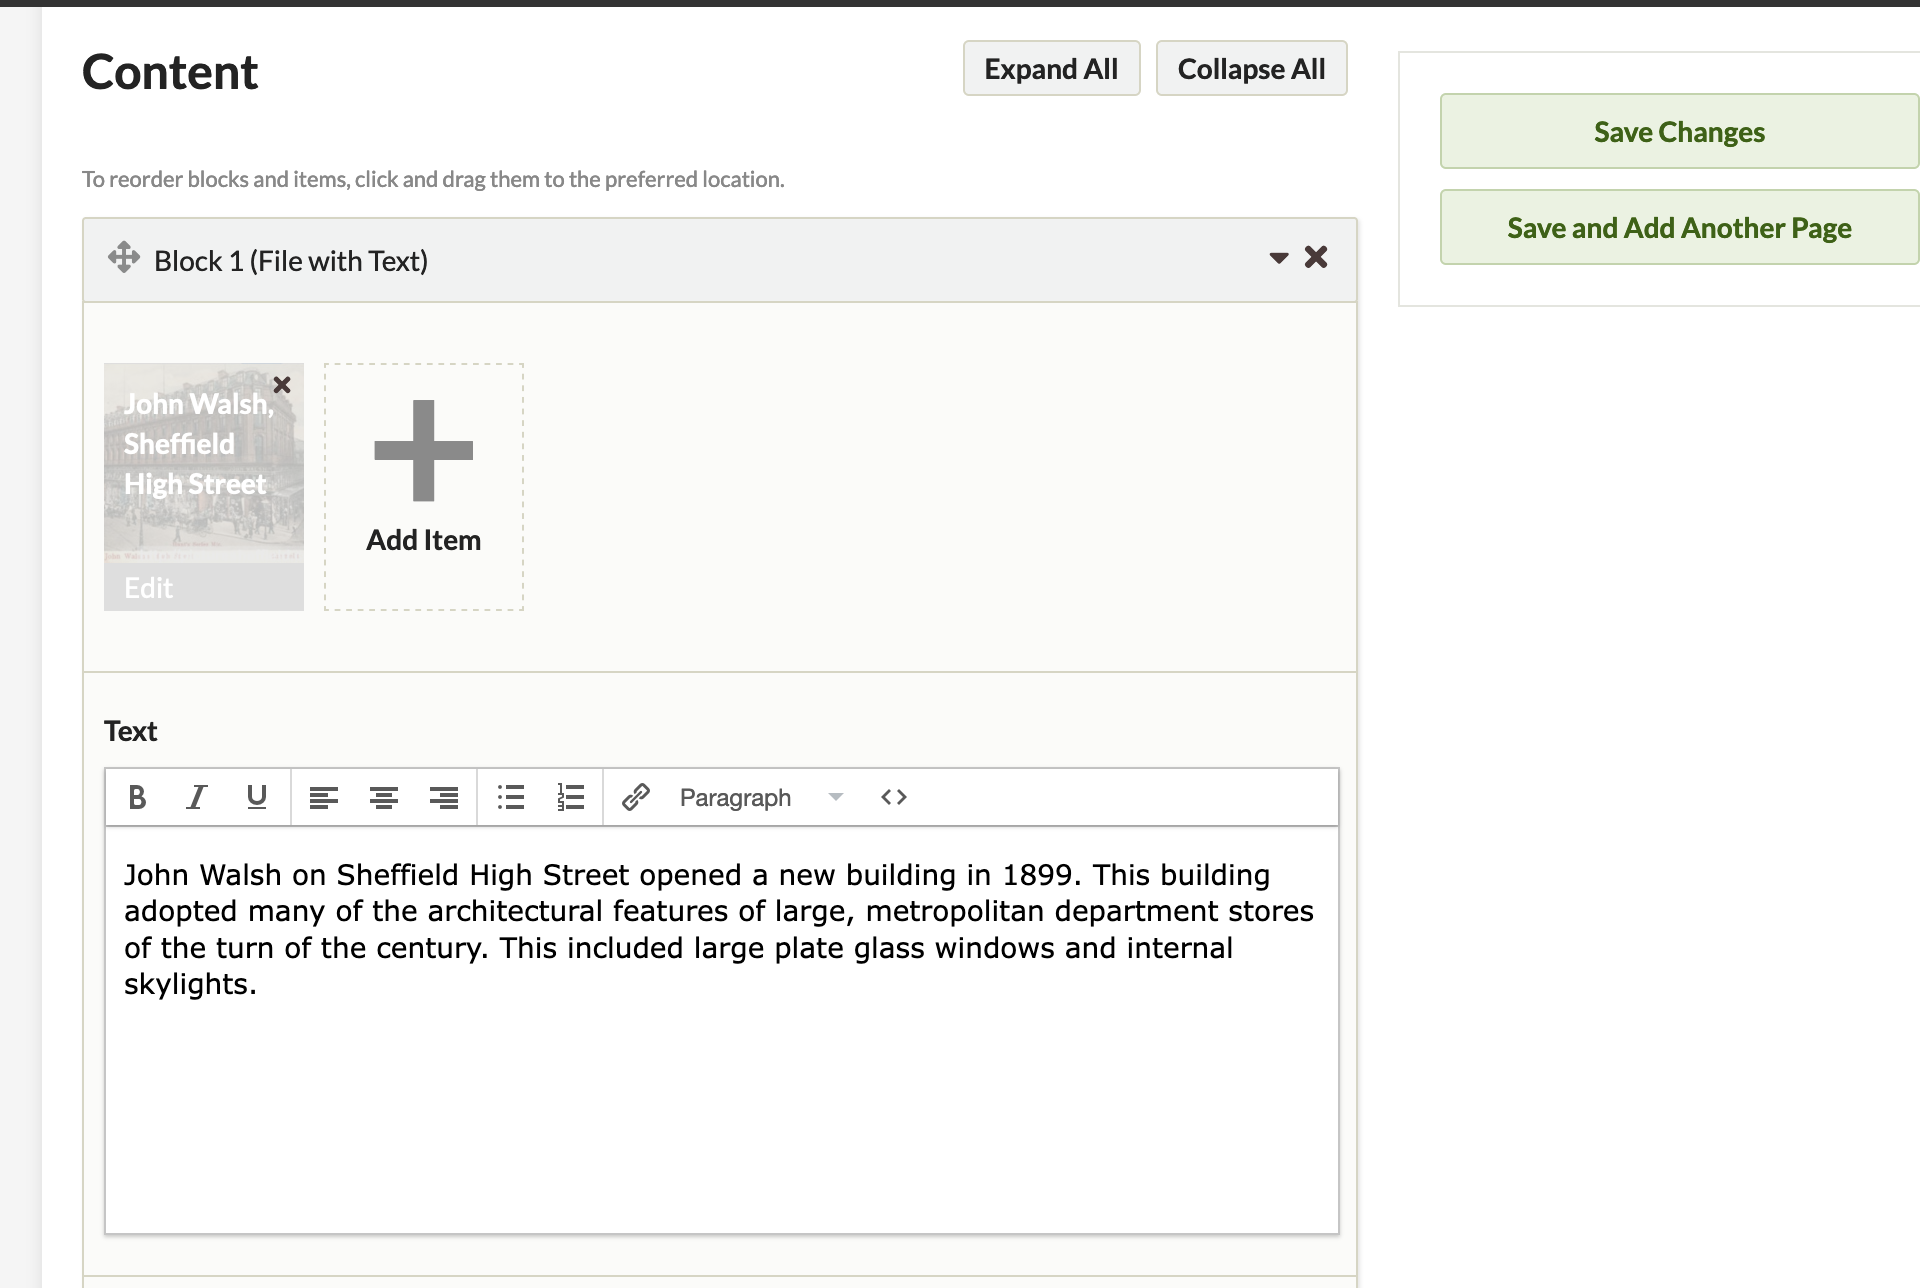 Content
Expand All
Collapse All
Save Changes
Save and Add Another Page
To reorder blocks and items, click and drag them to the preferred location.
Block 1 (File with Text)
John Walsh,
Sheffield
High Street
Edit
Add Item
Text
B I U
Paragraph
John Walsh on Sheffield High Street opened a new building in 1899. This building
adopted many of the architectural features of large, metropolitan department stores
of the turn of the century. This included large plate glass windows and internal
skylights.